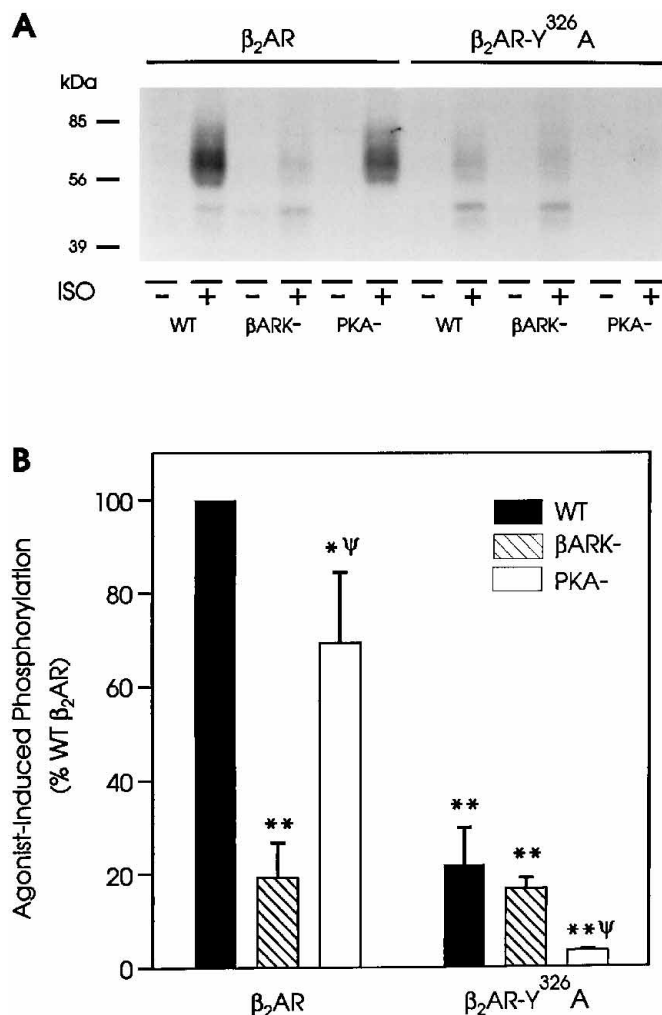 A
β₂AR β₂AR-Y³²⁶A
kDa
85
56
39
ISO - + - + - + - + - + - +
WT βARK- PKA- WT βARK- PKA-
B
Agonist-Induced Phosphorylation
(% WT β₂AR)
100
80
60
40
20
0
WT
βARK-
PKA-
**
*Ψ
**
**
**Ψ
β₂AR β₂AR-Y³²⁶A